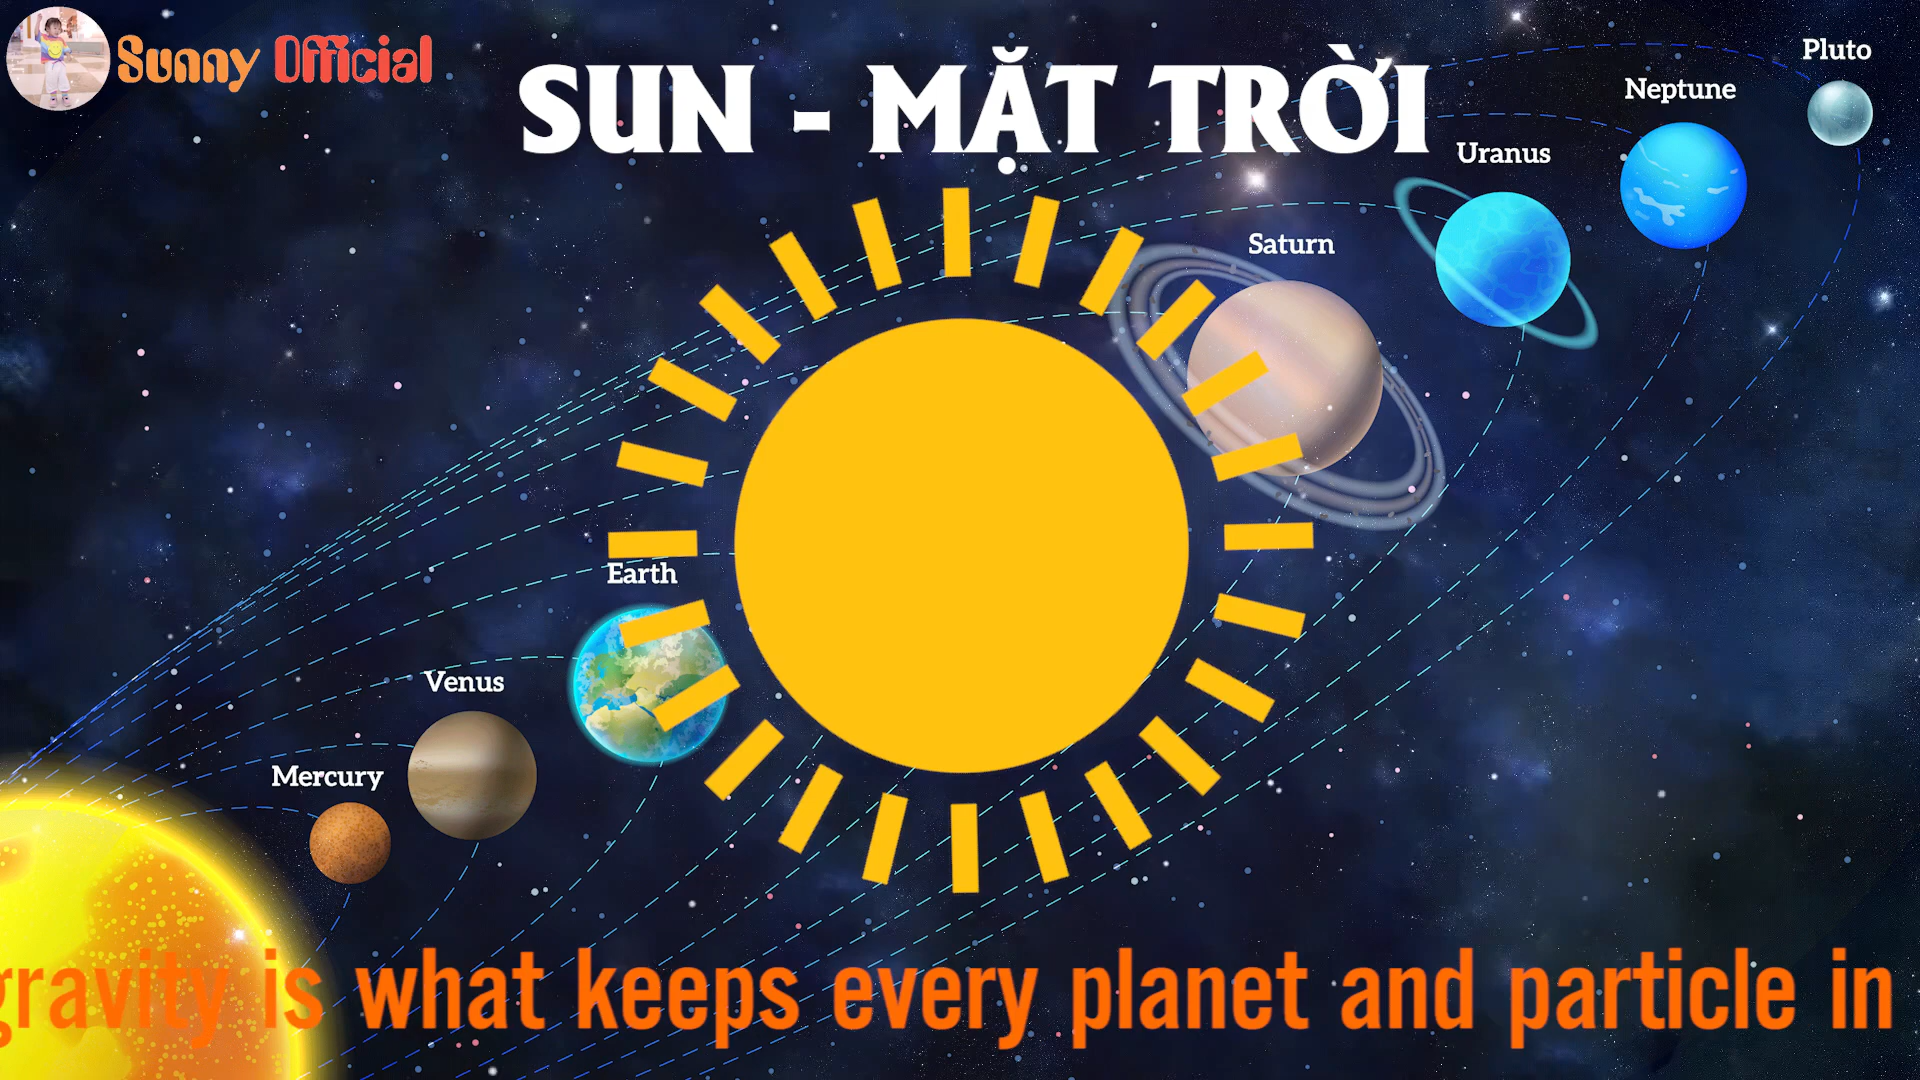 Sunny Official
SUN - MẶT TRỜI
Pluto
Neptune
Uranus
Saturn
Earth
Venus
Mercury
gravity is what keeps every planet and particle in